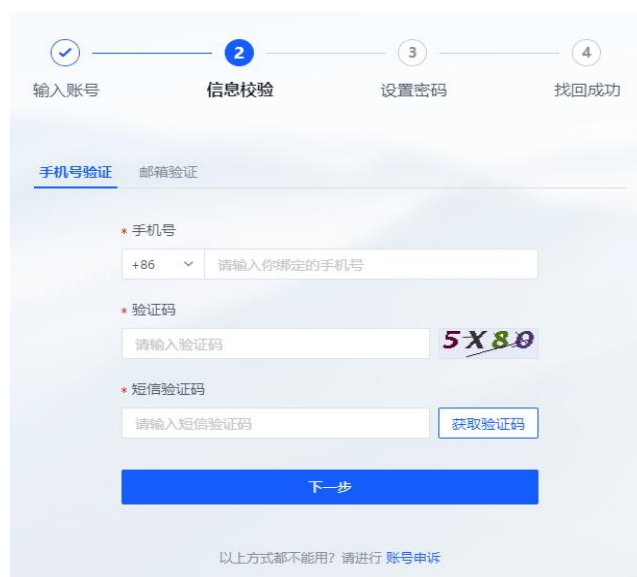 2 3 4
输入账号 信息校验 设置密码 找回成功
手机号验证 邮箱验证
* 手机号
+86 请输入你绑定的手机号
* 验证码
请输入验证码 5X80
* 短信验证码
请输入短信验证码 获取验证码
下一步
以上方式都不能用？请进行 账号申诉